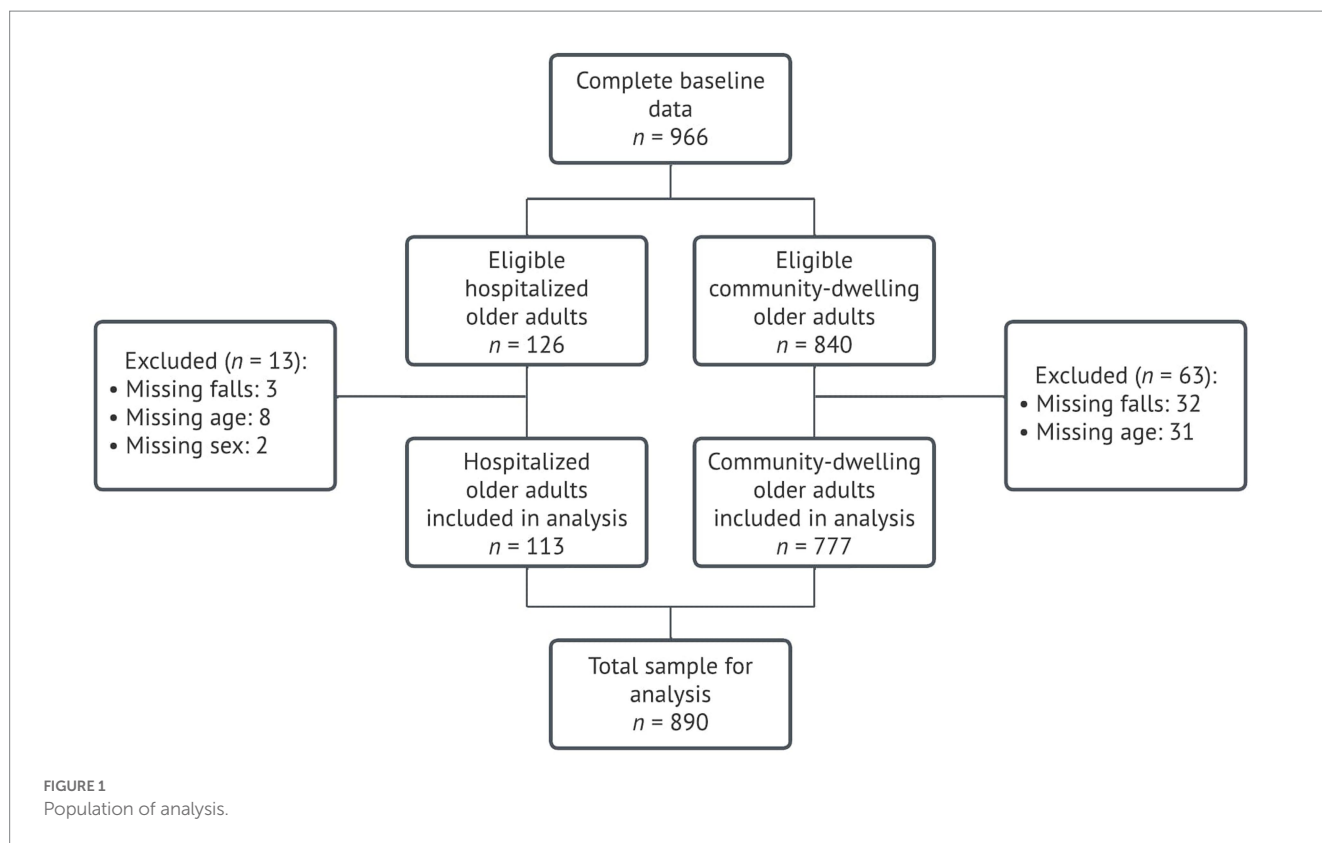 Complete baseline
data
n = 966
Eligible
hospitalized
older adults
n = 126
Eligible
community-dwelling
older adults
n = 840
Excluded (n = 13):
• Missing falls: 3
• Missing age: 8
• Missing sex: 2
Excluded (n = 63):
• Missing falls: 32
• Missing age: 31
Hospitalized
older adults
included in analysis
n = 113
Community-dwelling
older adults
included in analysis
n = 777
Total sample for
analysis
n = 890
FIGURE 1
Population of analysis.